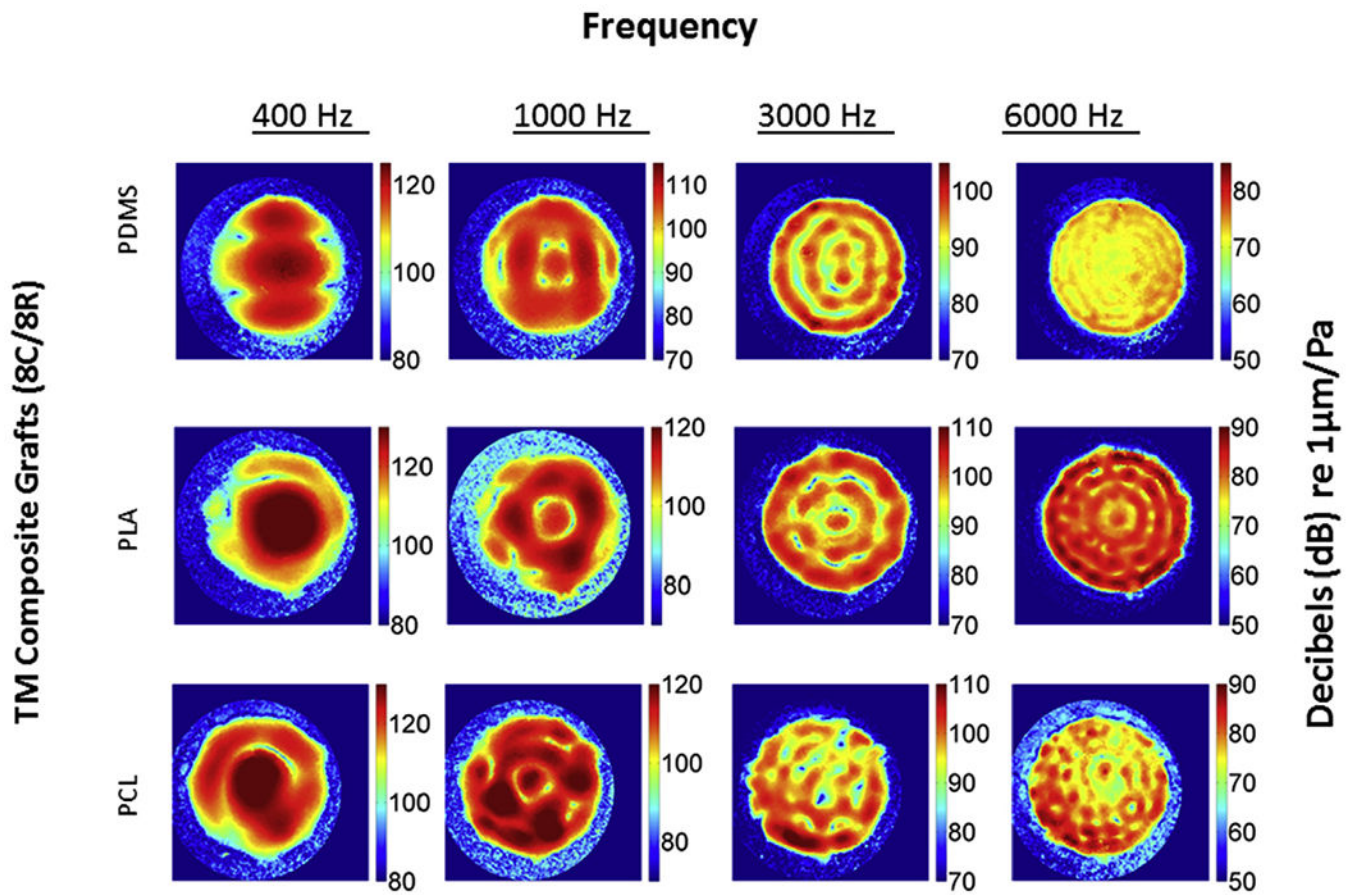 Frequency
400 Hz 1000 Hz 3000 Hz 6000 Hz
TM Composite Grafts (8C/8R)
Decibels (dB) re 1µm/Pa
PDMS
120 100 80
110 100 90 80 70
100 90 80 70
80 70 60 50
PLA
120 100 80
120 100 80
110 100 90 80 70
90 80 70 60 50
PCL
120 100 80
120 100 80
110 100 90 80 70
90 80 70 60 50